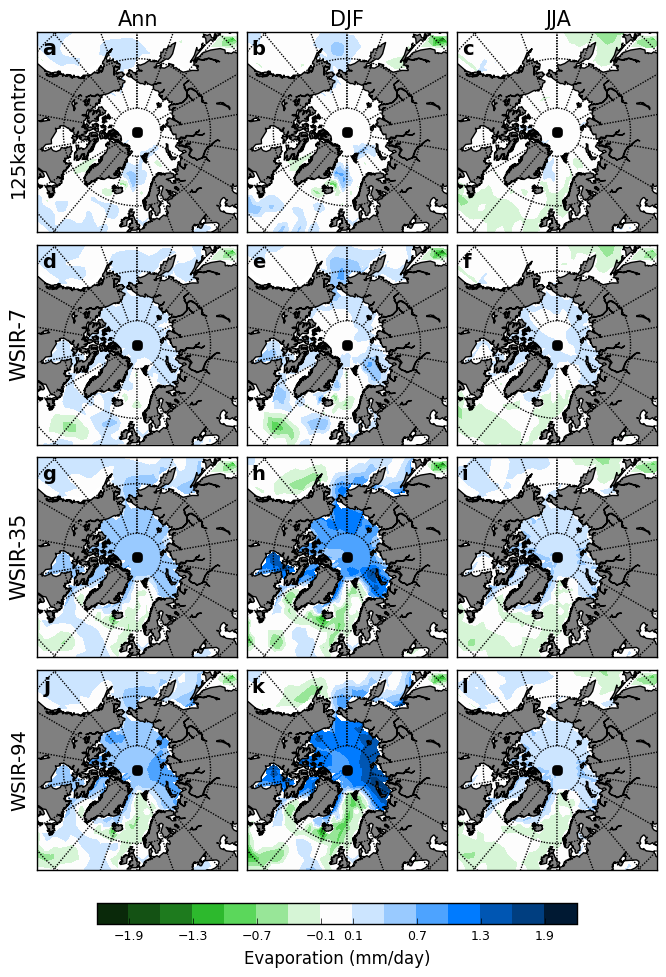 Ann DJF JJA
125ka-control
a b c
WSIR-7
d e f
WSIR-35
g h i
WSIR-94
j k l
−1.9 −1.3 −0.7 −0.1 0.1 0.7 1.3 1.9
Evaporation (mm/day)